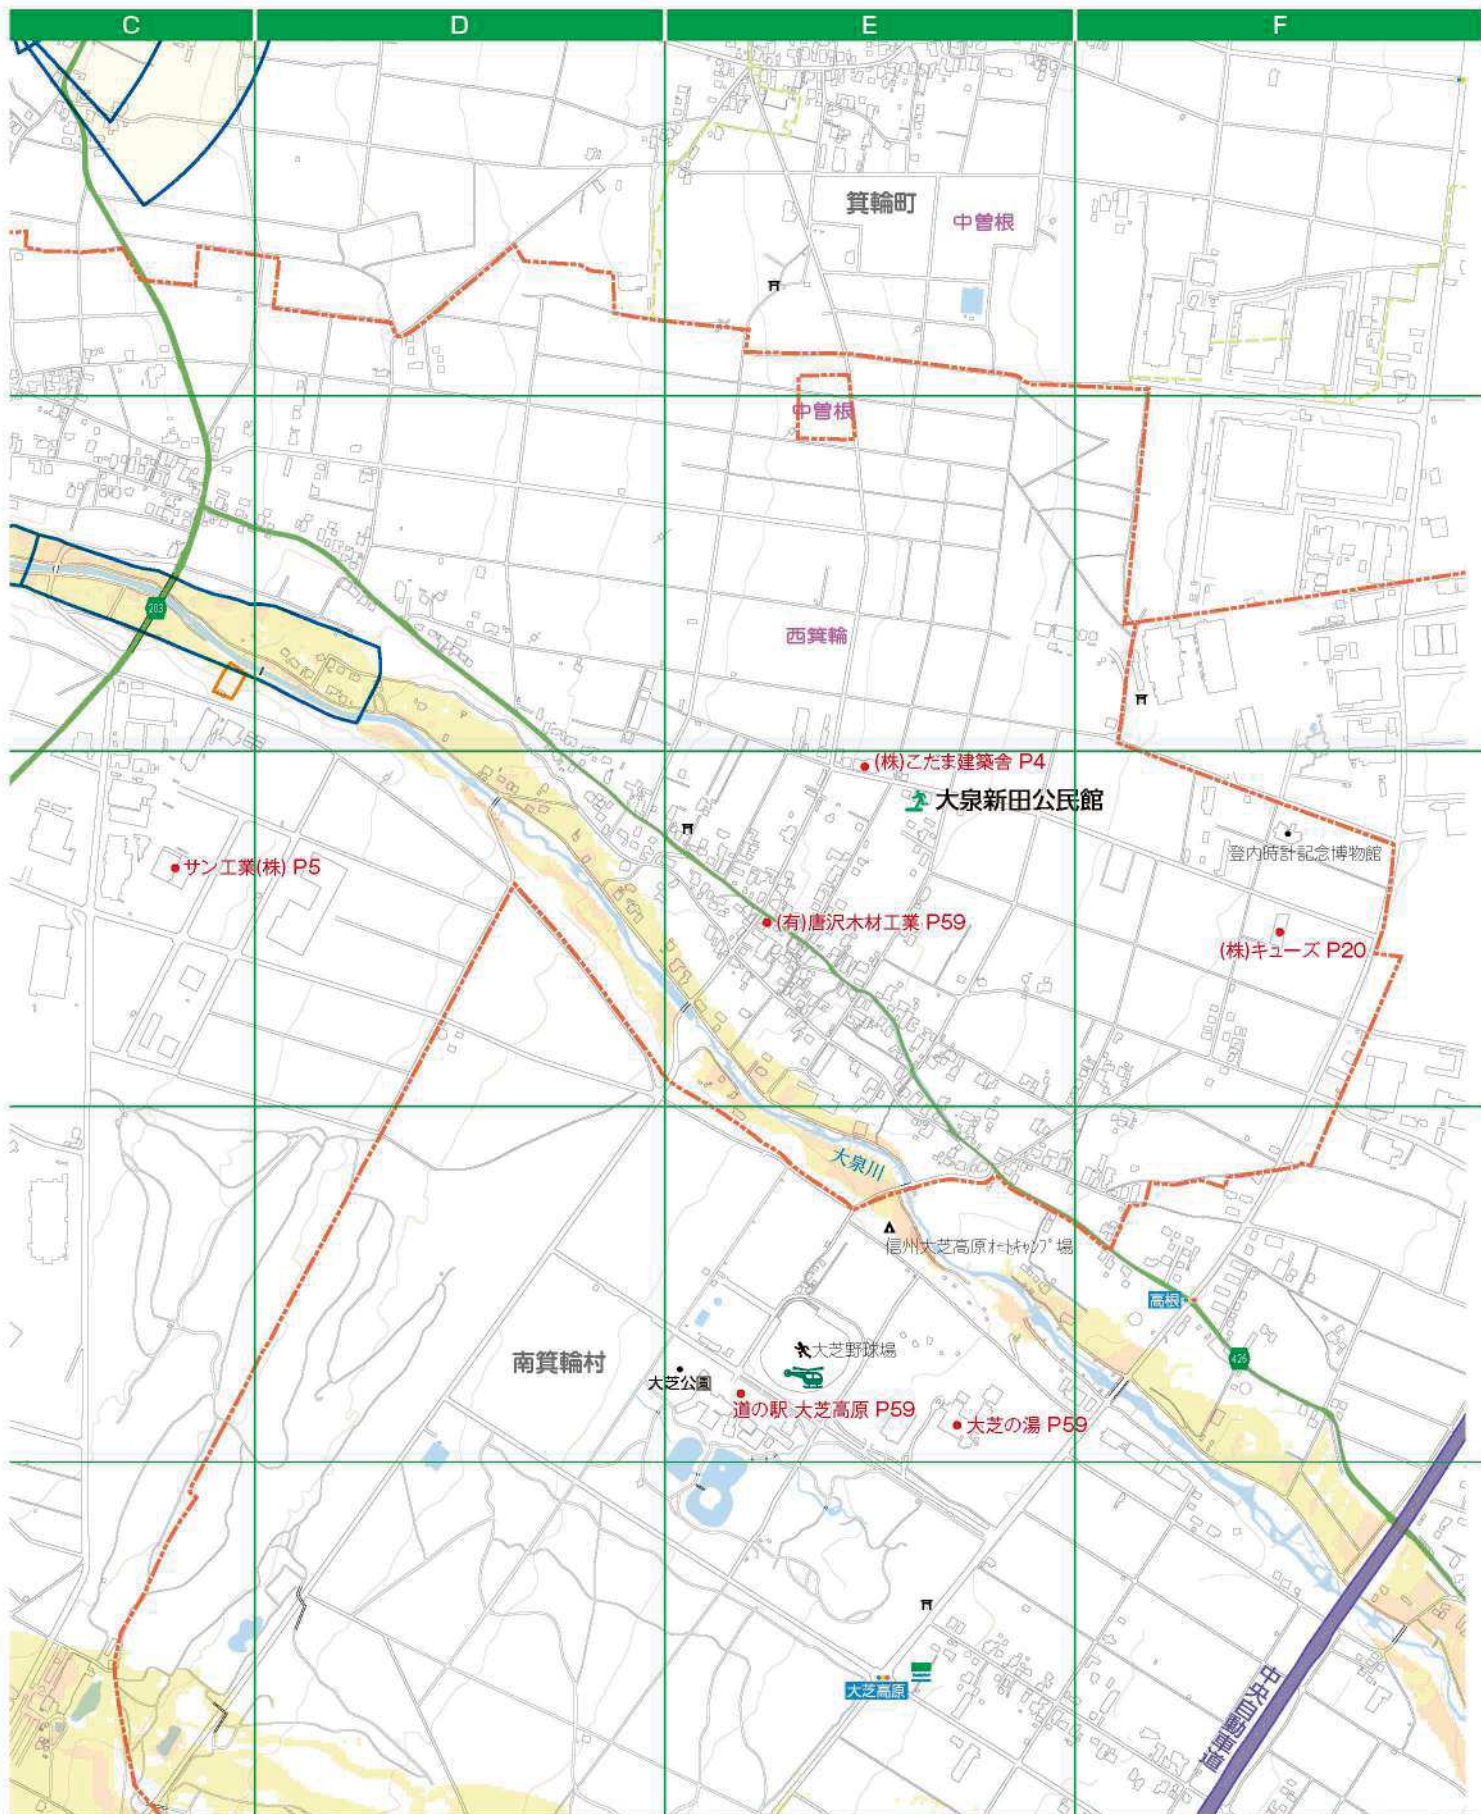 C
D
E
F
箕輪町
中曽根
中曽根
203
西箕輪
(株)こだま建築舎 P4
大泉新田公民館
登内時計記念博物館
サン工業(株) P5
(有)唐沢木材工業 P59
(株)キューズ P20
大泉川
信州大芝高原オートキャンプ場
高根
426
南箕輪村
大芝野球場
大芝公園
道の駅 大芝高原 P59
大芝の湯 P59
大芝高原
中央自動車道